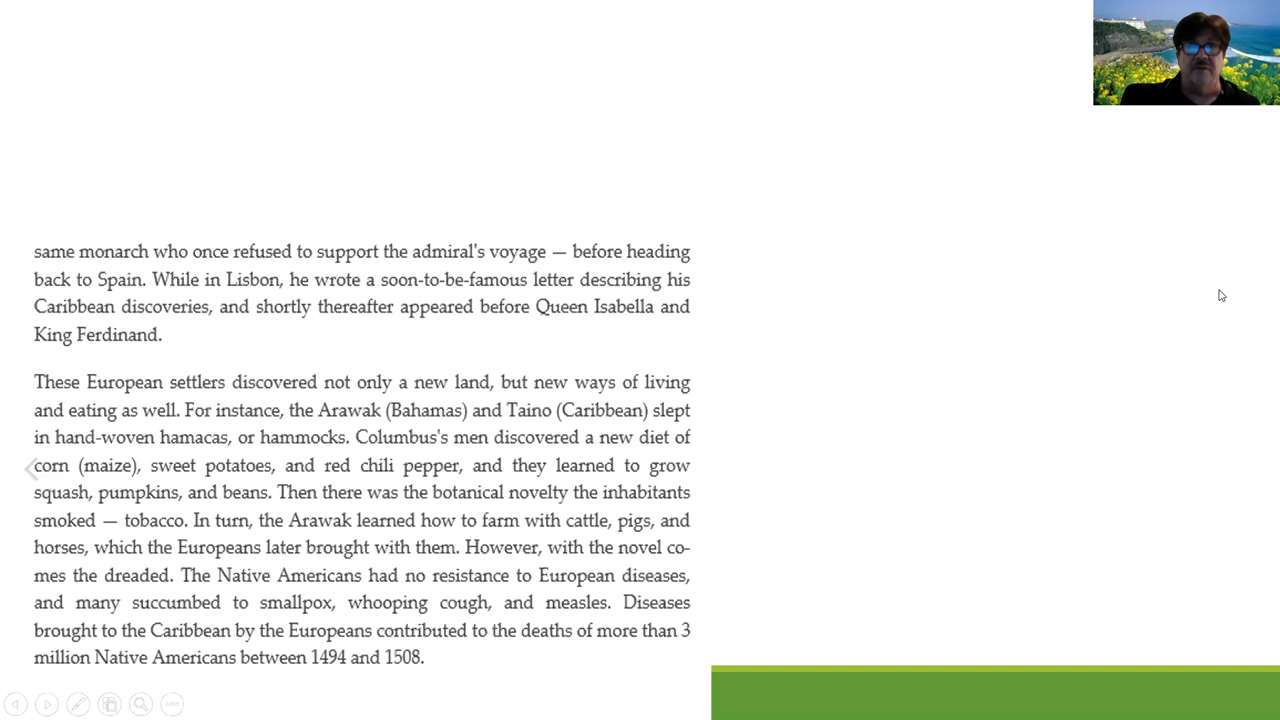 same monarch who once refused to support the admiral's voyage — before heading
back to Spain. While in Lisbon, he wrote a soon-to-be-famous letter describing his
Caribbean discoveries, and shortly thereafter appeared before Queen Isabella and
King Ferdinand.
These European settlers discovered not only a new land, but new ways of living
and eating as well. For instance, the Arawak (Bahamas) and Taino (Caribbean) slept
in hand-woven hamacas, or hammocks. Columbus's men discovered a new diet of
corn (maize), sweet potatoes, and red chili pepper, and they learned to grow
squash, pumpkins, and beans. Then there was the botanical novelty the inhabitants
smoked — tobacco. In turn, the Arawak learned how to farm with cattle, pigs, and
horses, which the Europeans later brought with them. However, with the novel co-
mes the dreaded. The Native Americans had no resistance to European diseases,
and many succumbed to smallpox, whooping cough, and measles. Diseases
brought to the Caribbean by the Europeans contributed to the deaths of more than 3
million Native Americans between 1494 and 1508.